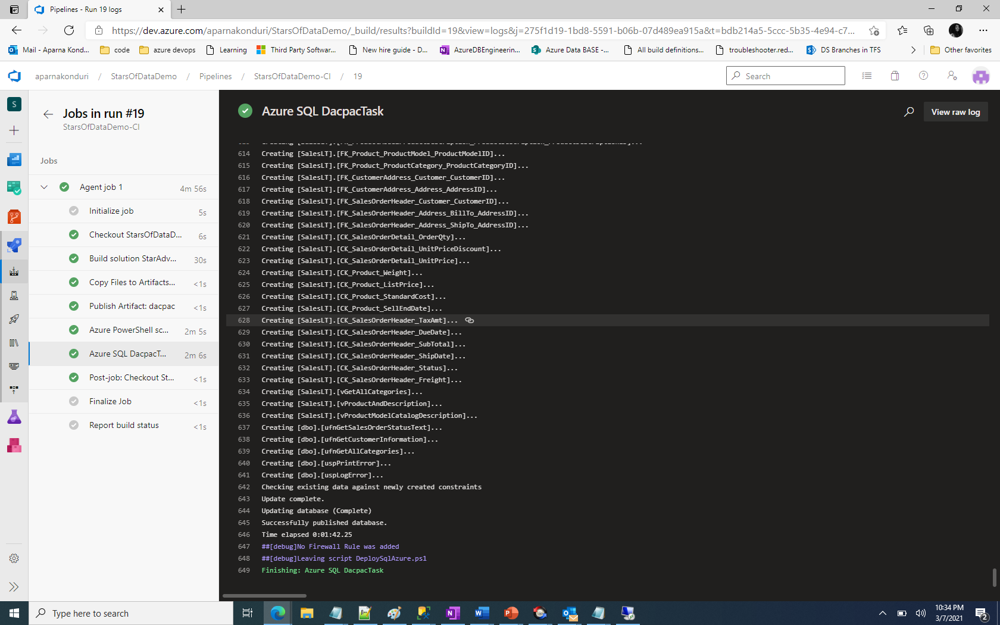 Pipelines - Run 19 logs
https://dev.azure.com/aparnakonduri/StarsOfDataDemo/_build/results?buildId=19&view=logs&j=275f1d19-1bd8-5591-b06b-07d489ea915a&t=bdb214a5-5ccc-5b35-4e94-c7...
Mail - Aparna Kond... code azure devops Learning Third Party Softwar... New hire guide - D... AzureDBEngineerin... Azure Data BASE -... All build definitions... troubleshooter.red... DS Branches in TFS Other favorites
aparnakonduri / StarsOfDataDemo / Pipelines / StarsOfDataDemo-CI / 19
Search
S
Jobs in run #19
StarsOfDataDemo-CI
Jobs
Agent job 1 4m 56s
Initialize job 5s
Checkout StarsOfDataD... 6s
Build solution StarAdv... 30s
Copy Files to Artifacts... <1s
Publish Artifact: dacpac <1s
Azure PowerShell sc... 2m 5s
Azure SQL DacpacT... 2m 6s
Post-job: Checkout St... <1s
Finalize Job <1s
Report build status <1s
Azure SQL DacpacTask
View raw log
614 Creating [SalesLT].[FK_Product_ProductModel_ProductModelID]...
615 Creating [SalesLT].[FK_Product_ProductCategory_ProductCategoryID]...
616 Creating [SalesLT].[FK_CustomerAddress_Customer_CustomerID]...
617 Creating [SalesLT].[FK_CustomerAddress_Address_AddressID]...
618 Creating [SalesLT].[FK_SalesOrderHeader_Customer_CustomerID]...
619 Creating [SalesLT].[FK_SalesOrderHeader_Address_BillTo_AddressID]...
620 Creating [SalesLT].[FK_SalesOrderHeader_Address_ShipTo_AddressID]...
621 Creating [SalesLT].[CK_SalesOrderDetail_OrderQty]...
622 Creating [SalesLT].[CK_SalesOrderDetail_UnitPriceDiscount]...
623 Creating [SalesLT].[CK_SalesOrderDetail_UnitPrice]...
624 Creating [SalesLT].[CK_Product_Weight]...
625 Creating [SalesLT].[CK_Product_ListPrice]...
626 Creating [SalesLT].[CK_Product_StandardCost]...
627 Creating [SalesLT].[CK_Product_SellEndDate]...
628 Creating [SalesLT].[CK_SalesOrderHeader_TaxAmt]...
629 Creating [SalesLT].[CK_SalesOrderHeader_DueDate]...
630 Creating [SalesLT].[CK_SalesOrderHeader_SubTotal]...
631 Creating [SalesLT].[CK_SalesOrderHeader_ShipDate]...
632 Creating [SalesLT].[CK_SalesOrderHeader_Status]...
633 Creating [SalesLT].[CK_SalesOrderHeader_Freight]...
634 Creating [SalesLT].[vGetAllCategories]...
635 Creating [SalesLT].[vProductAndDescription]...
636 Creating [SalesLT].[vProductModelCatalogDescription]...
637 Creating [dbo].[ufnGetSalesOrderStatusText]...
638 Creating [dbo].[ufnGetCustomerInformation]...
639 Creating [dbo].[ufnGetAllCategories]...
640 Creating [dbo].[uspPrintError]...
641 Creating [dbo].[uspLogError]...
642 Checking existing data against newly created constraints
643 Update complete.
644 Updating database (Complete)
645 Successfully published database.
646 Time elapsed 0:01:42.25
647 ##[debug]No Firewall Rule was added
648 ##[debug]Leaving script DeploySqlAzure.ps1
649 Finishing: Azure SQL DacpacTask
Type here to search
10:34 PM
3/7/2021
2